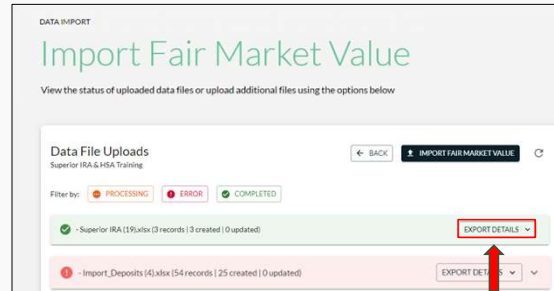 DATA IMPORT
Import Fair Market Value
View the status of uploaded data files or upload additional files using the options below
Data File Uploads
Superior IRA & HSA Training
← BACK
IMPORT FAIR MARKET VALUE
Filter by:
PROCESSING
ERROR
COMPLETED
- Superior IRA (19).xlsx (3 records | 3 created | 0 updated)
EXPORT DETAILS
- Import_Deposits (4).xlsx (54 records | 25 created | 0 updated)
EXPORT